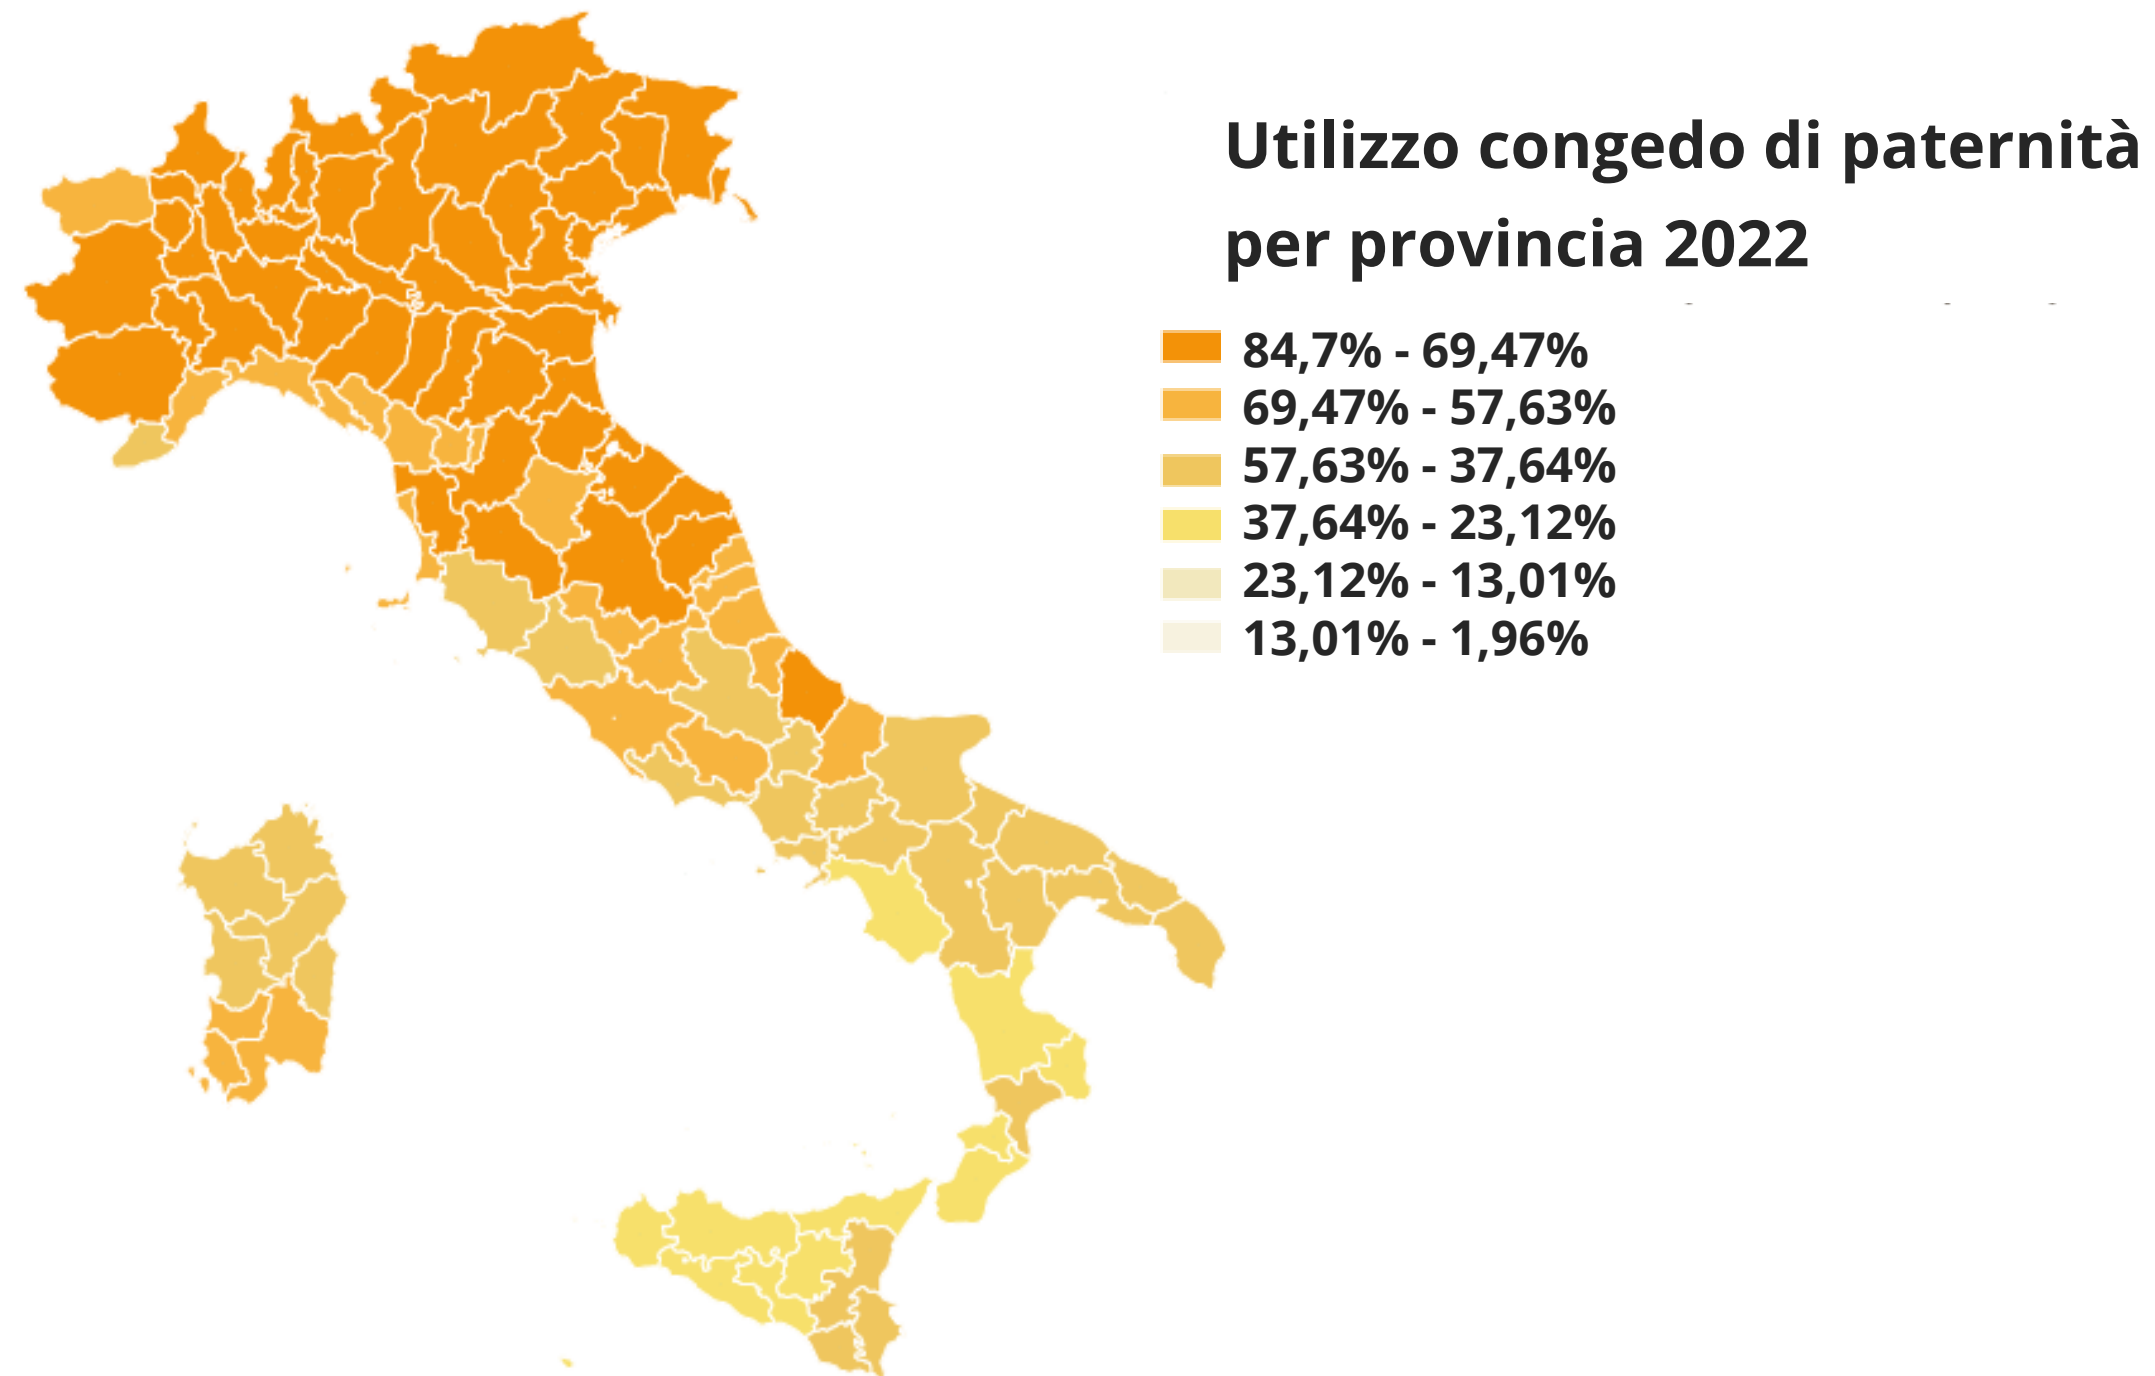 Utilizzo congedo di paternità
per provincia 2022
84,7% - 69,47%
69,47% - 57,63%
57,63% - 37,64%
37,64% - 23,12%
23,12% - 13,01%
13,01% - 1,96%